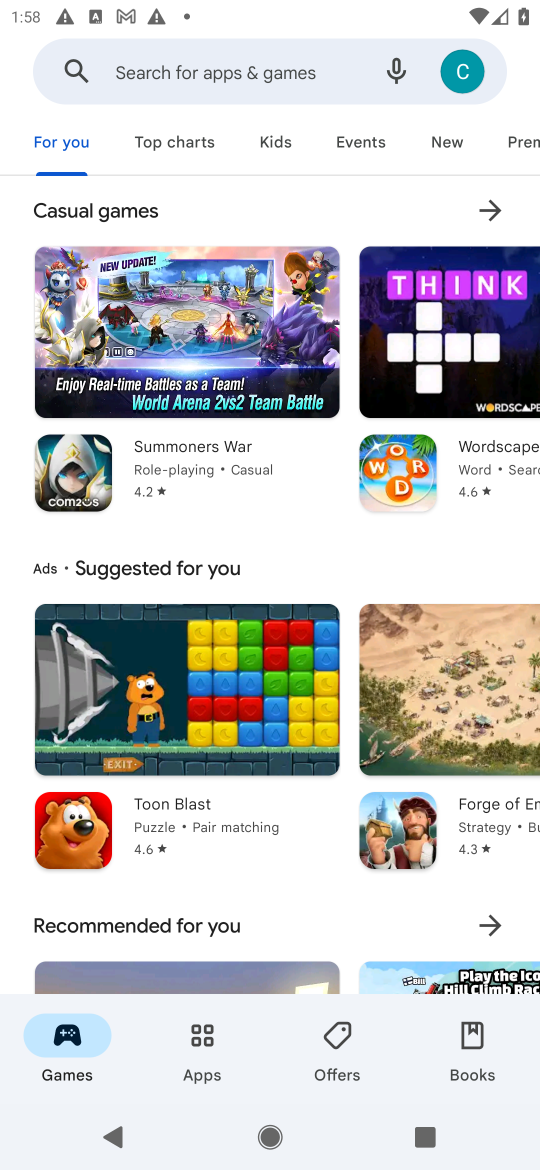 1:58
Search for apps & games
C
For you
Top charts
Kids
Events
New
Prem
Casual games
NEW UPDATE!
Enjoy Real-time Battles as a Team!
World Arena 2vs2 Team Battle
THINK
WORDSCAPE
COM2US
Summoners War
Role-playing • Casual
4.2 ★
WORD
Wordscape
Word • Searc
4.6 ★
Ads • Suggested for you
EXIT
Toon Blast
Puzzle • Pair matching
4.6 ★
Forge of Em
Strategy • Bu
4.3 ★
Recommended for you
Play the Ico
Hill Climb Rac
Games
Apps
Offers
Books